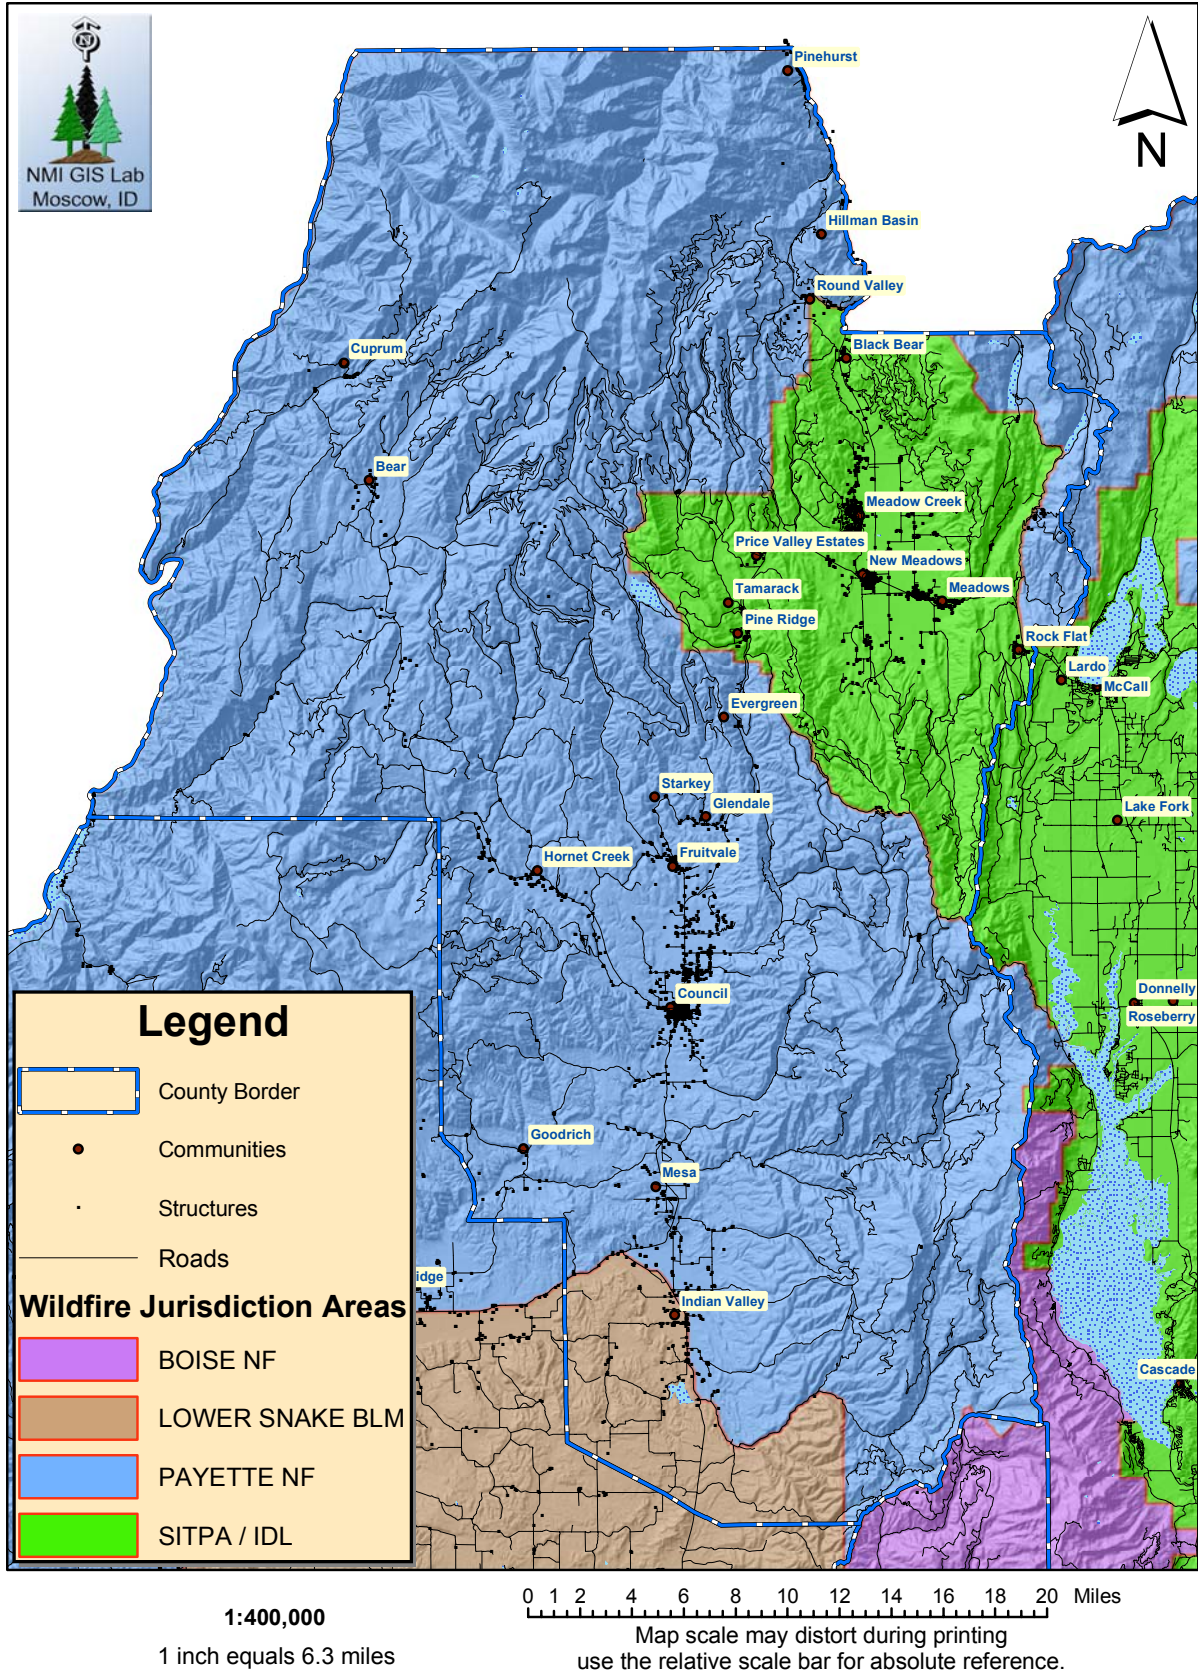 N
NMI GIS Lab
Moscow, ID
N
Pinehurst
Hillman Basin
Round Valley
Black Bear
Cuprum
Bear
Meadow Creek
Price Valley Estates
New Meadows
Tamarack
Meadows
Pine Ridge
Rock Flat
Lardo
McCall
Evergreen
Starkey
Glendale
Lake Fork
Hornet Creek
Fruitvale
Council
Donnelly
Roseberry
Goodrich
Mesa
idge
Indian Valley
Cascade
Legend
County Border
Communities
Structures
Roads
Wildfire Jurisdiction Areas
BOISE NF
LOWER SNAKE BLM
PAYETTE NF
SITPA / IDL
1:400,000
1 inch equals 6.3 miles
0 1 2 4 6 8 10 12 14 16 18 20 Miles
Map scale may distort during printing
use the relative scale bar for absolute reference.